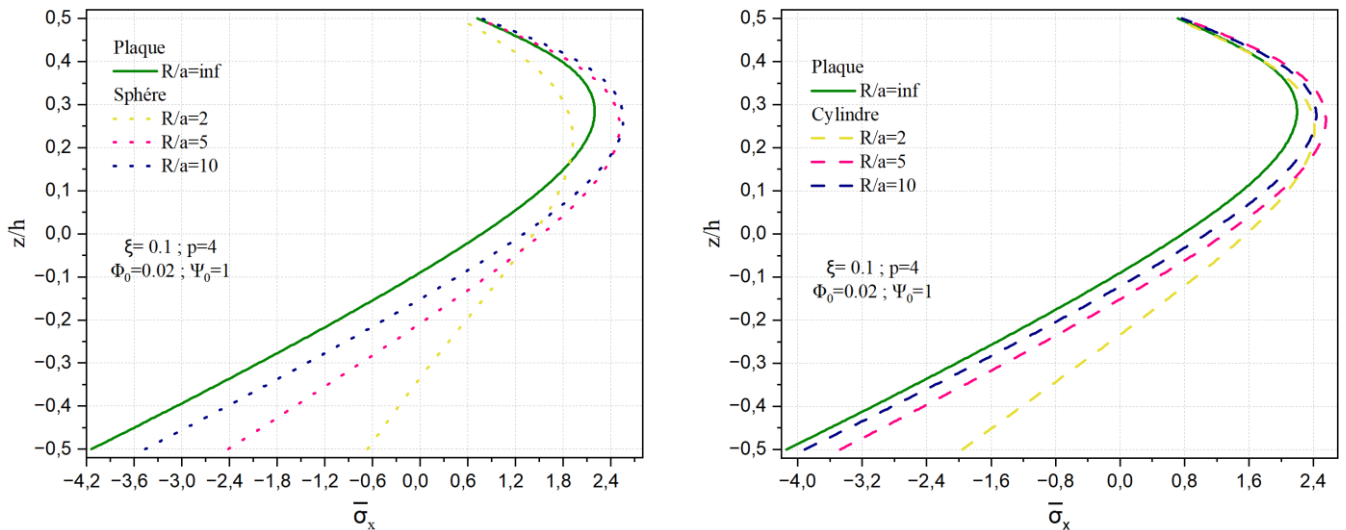 0,5
0,4
0,3
0,2
0,1
0,0
−0,1
−0,2
−0,3
−0,4
−0,5
z/h
Plaque
R/a=inf
Sphére
R/a=2
R/a=5
R/a=10
ξ= 0.1 ; p=4
Φ₀=0.02 ; Ψ₀=1
−4,2 −3,6 −3,0 −2,4 −1,8 −1,2 −0,6 0,0 0,6 1,2 1,8 2,4
σ̅ₓ
0,5
0,4
0,3
0,2
0,1
0,0
−0,1
−0,2
−0,3
−0,4
−0,5
z/h
Plaque
R/a=inf
Cylindre
R/a=2
R/a=5
R/a=10
ξ= 0.1 ; p=4
Φ₀=0.02 ; Ψ₀=1
−4,0 −3,2 −2,4 −1,6 −0,8 0,0 0,8 1,6 2,4
σ̅ₓ